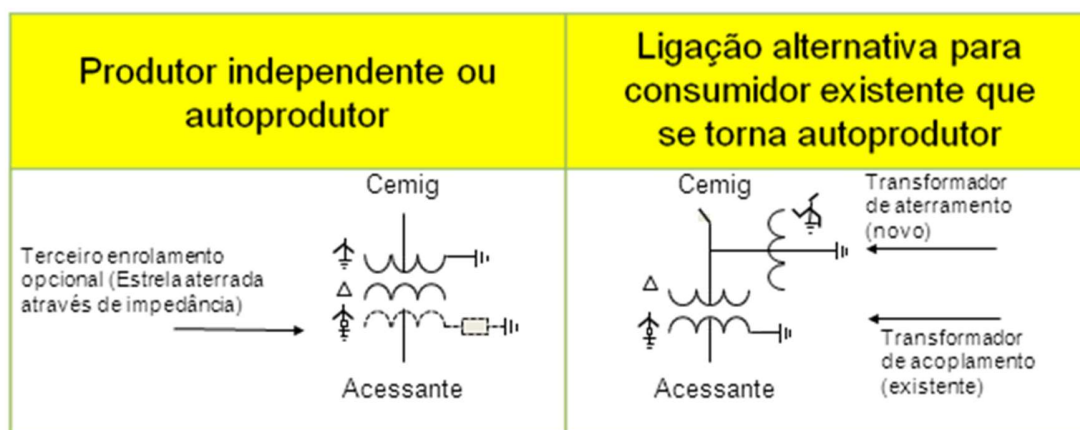 Produtor independente ou
autoprodutor
Ligação alternativa para
consumidor existente que
se torna autoprodutor
Cemig
Terceiro enrolamento
opcional (Estrela aterrada
através de impedância)
Δ
Acessante
Cemig
Transformador
de aterramento
(novo)
Δ
Transformador
de acoplamento
(existente)
Acessante